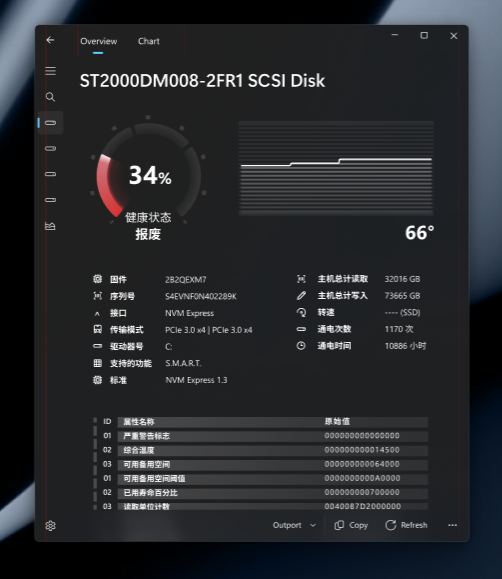 Overview Chart
ST2000DM008-2FR1 SCSI Disk
34%
健康状态
报废
66°
固件 2B2QEXM7 主机总计读取 32016 GB
序列号 S4EVNF0N402289K 主机总计写入 73665 GB
接口 NVM Express 转速 ---- (SSD)
传输模式 PCIe 3.0 x4 | PCIe 3.0 x4 通电次数 1170 次
驱动器号 C: 通电时间 10886 小时
支持的功能 S.M.A.R.T.
标准 NVM Express 1.3
ID 属性名称 原始值
01 严重警告标志 000000000000000
02 综合温度 000000000014500
03 可用备用空间 000000000064000
01 可用备用空间阈值 0000000000A0000
02 已用寿命百分比 000000000700000
03 读取单位计数 0040087D2000000
Outport Copy Refresh